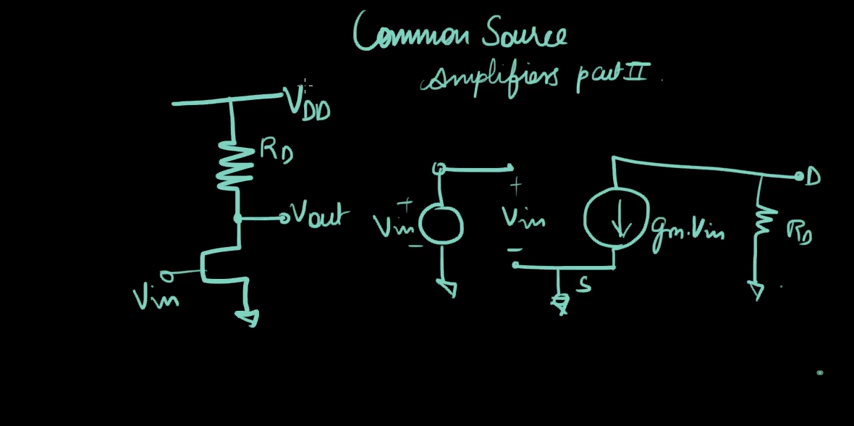 Common Source
Amplifiers part II.
VDD
RD
Vout
Vin
+
Vin
−
+
Vin
−
S
gm.Vin
D
RD